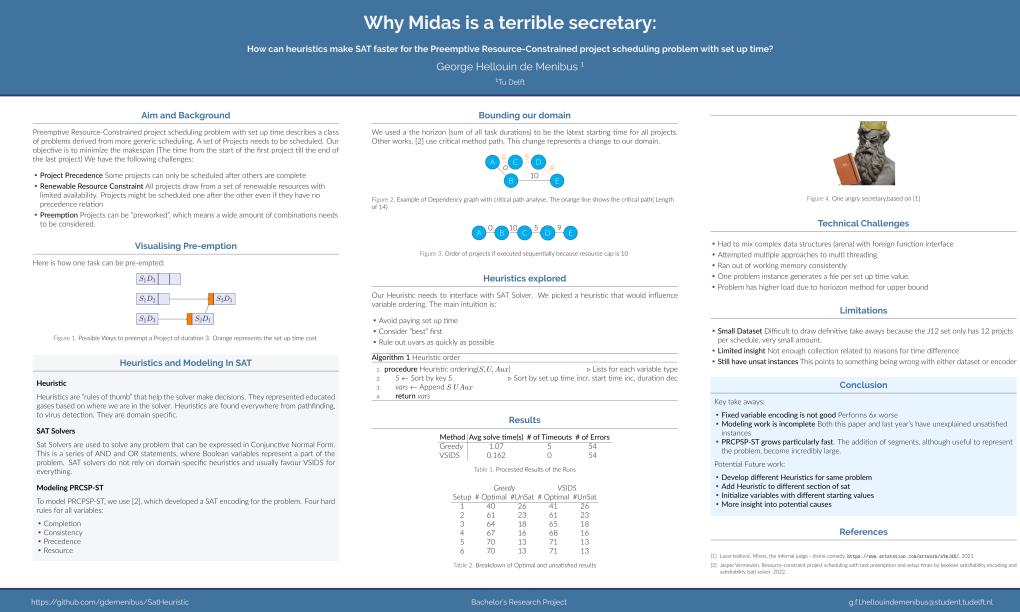 Why Midas is a terrible secretary:
How can heuristics make SAT faster for the Preemptive Resource-Constrained project scheduling problem with set up time?
George Hellouin de Menibus 1
1Tu Delft
Aim and Background
Preemptive Resource-Constrained project scheduling problem with set up time describes a class
of problems derived from more generic scheduling. A set of Projects needs to be scheduled. Our
objective is to minimize the makespan (The time from the start of the first project till the end of
the last project) We have the following challenges:
• Project Precedence Some projects can only be scheduled after others are complete
• Renewable Resource Constraint All projects draw from a set of renewable resources with
limited availability. Projects might be scheduled one after the other even if they have no
precedence relation
• Preemption Projects can be "preworked", which means a wide amount of combinations needs
to be considered.
Visualising Pre-emption
Here is how one task can be pre-empted:
S1D3
S1D3 S3D1
S1D3 S2D1
Figure 1. Possible Ways to preempt a Project of duration 3. Orange represents the set up time cost
Heuristics and Modeling In SAT
Heuristic
Heuristics are "rules of thumb" that help the solver make decisions. They represented educated
gases based on where we are in the solver. Heuristics are found everywhere from pathfinding,
to virus detection. They are domain specific.
SAT Solvers
Sat Solvers are used to solve any problem that can be expressed in Conjunctive Normal Form.
This is a series of AND and OR statements, where Boolean variables represent a part of the
problem. SAT solvers do not rely on domain-specific heuristics and usually favour VSIDS for
everything.
Modeling PRCSP-ST
To model PRCSP-ST, we use [2], which developed a SAT encoding for the problem. Four hard
rules for all variables:
• Completion
• Consistency
• Precedence
• Resource
Bounding our domain
We used a the horizon (sum of all task durations) to be the latest starting time for all projects.
Other works, [2] use critical path method. This change represents a change to our domain.
A C D
B 10 E
Figure 2. Example of Dependency graph with critical path analyse. The orange line shows the critical path( Length
of 14)
A 0 B 10 C 5 D 9 E
Figure 3. Order of projects if executed sequentially because resource cap is 10
Heuristics explored
Our Heuristic needs to interface with SAT Solver. We picked a heuristic that would influence
variable ordering. The main intuition is:
• Avoid paying set up time
• Consider "best" first
• Rule out uvars as quickly as possible
Algorithm 1 Heuristic order
1: procedure Heuristic ordering(S, U, Aux) ▹ Lists for each variable type
2: S ← Sort by key S ▹ Sort by set up time incr, start time inc, duration dec
3: vars ← Append S U Aux
4: return vars
Results
Method Avg solve time(s) # of Timeouts # of Errors
Greedy 1.07 5 54
VSIDS 0.162 0 54
Table 1. Processed Results of the Runs
Greedy VSIDS
Setup # Optimal #UnSat # Optimal #UnSat
1 40 26 41 26
2 61 23 61 23
3 64 18 65 18
4 67 16 68 16
5 70 13 71 13
6 70 13 71 13
Table 2. Breakdown of Optimal and unsatisfied results
Figure 4. One angry secretary,based on [1]
Technical Challenges
• Had to mix complex data structures (arena) with foreign function interface
• Attempted multiple approaches to multi threading
• Ran out of working memory consistently
• One problem instance generates a file per set up time value.
• Problem has higher load due to horiozon method for upper bound
Limitations
• Small Dataset Difficult to draw definitive take aways because the J12 set only has 12 projcts
per schedule, very small amount.
• Limited insight Not enough collection related to reasons for time difference
• Still have unsat instances This points to something being wrong with either dataset or encoder
Conclusion
Key take aways:
• Fixed variable encoding is not good Performs 6x worse
• Modeling work is incomplete Both this paper and last year's have unexplained unsatisfied
instances
• PRCPSP-ST grows particularly fast. The addition of segments, although useful to represent
the problem, become incredibly large.
Potential Future work:
• Develop different Heuristics for same problem
• Add Heuristic to different section of sat
• Initialize variables with different starting values
• More insight into potential causes
References
[1] Minos, the infernal judge - divine comedy. 2021.
[2] Jasper Vermeulen. Resource-constrained project scheduling with task preemption and setup times by boolean satisfiability encoding and
satisfiability (sat) solver. 2022.
https://github.com/gdemenibus/SatHeuristic
Bachelor's Research Project
g.f.l.hellouindemenibus@student.tudelft.nl